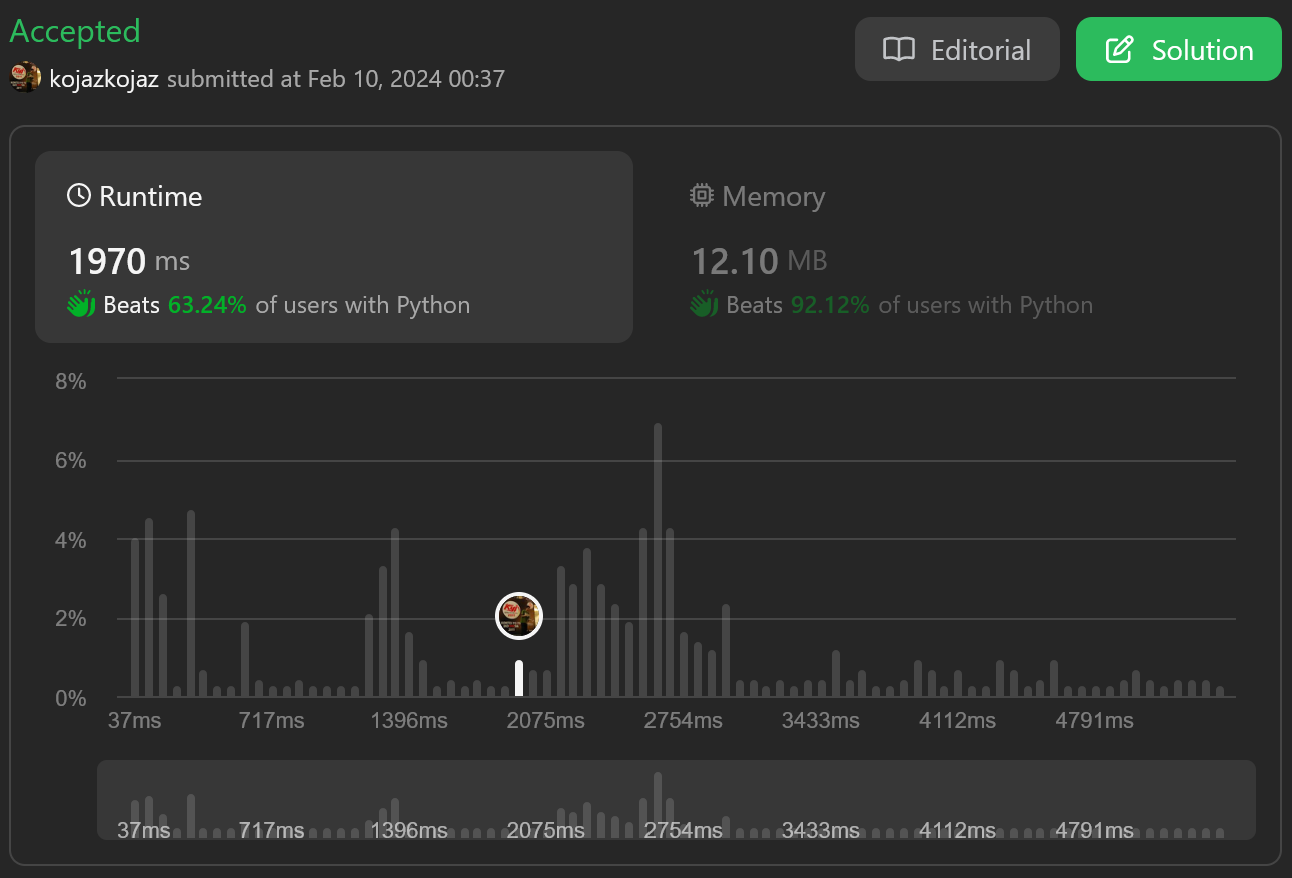 Accepted
Editorial
Solution
kojazkojaz submitted at Feb 10, 2024 00:37
Runtime
Memory
1970 ms
12.10 MB
Beats 63.24% of users with Python
Beats 92.12% of users with Python
8%
6%
4%
2%
0%
37ms 717ms 1396ms 2075ms 2754ms 3433ms 4112ms 4791ms
37ms 717ms 1396ms 2075ms 2754ms 3433ms 4112ms 4791ms